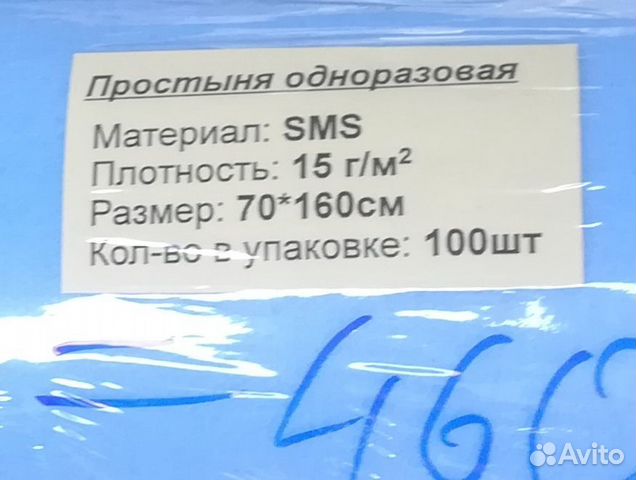 Простыня одноразовая
Материал: SMS
Плотность: 15 г/м²
Размер: 70*160см
Кол-во в упаковке: 100шт
Avito